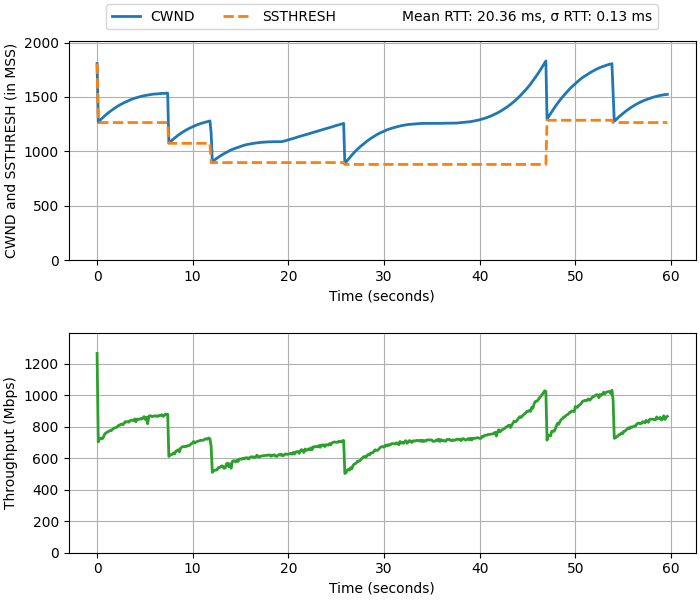 CWND SSTHRESH Mean RTT: 20.36 ms, σ RTT: 0.13 ms
CWND and SSTHRESH (in MSS)
2000
1500
1000
500
0
0 10 20 30 40 50 60
Time (seconds)
Throughput (Mbps)
1200
1000
800
600
400
200
0
0 10 20 30 40 50 60
Time (seconds)